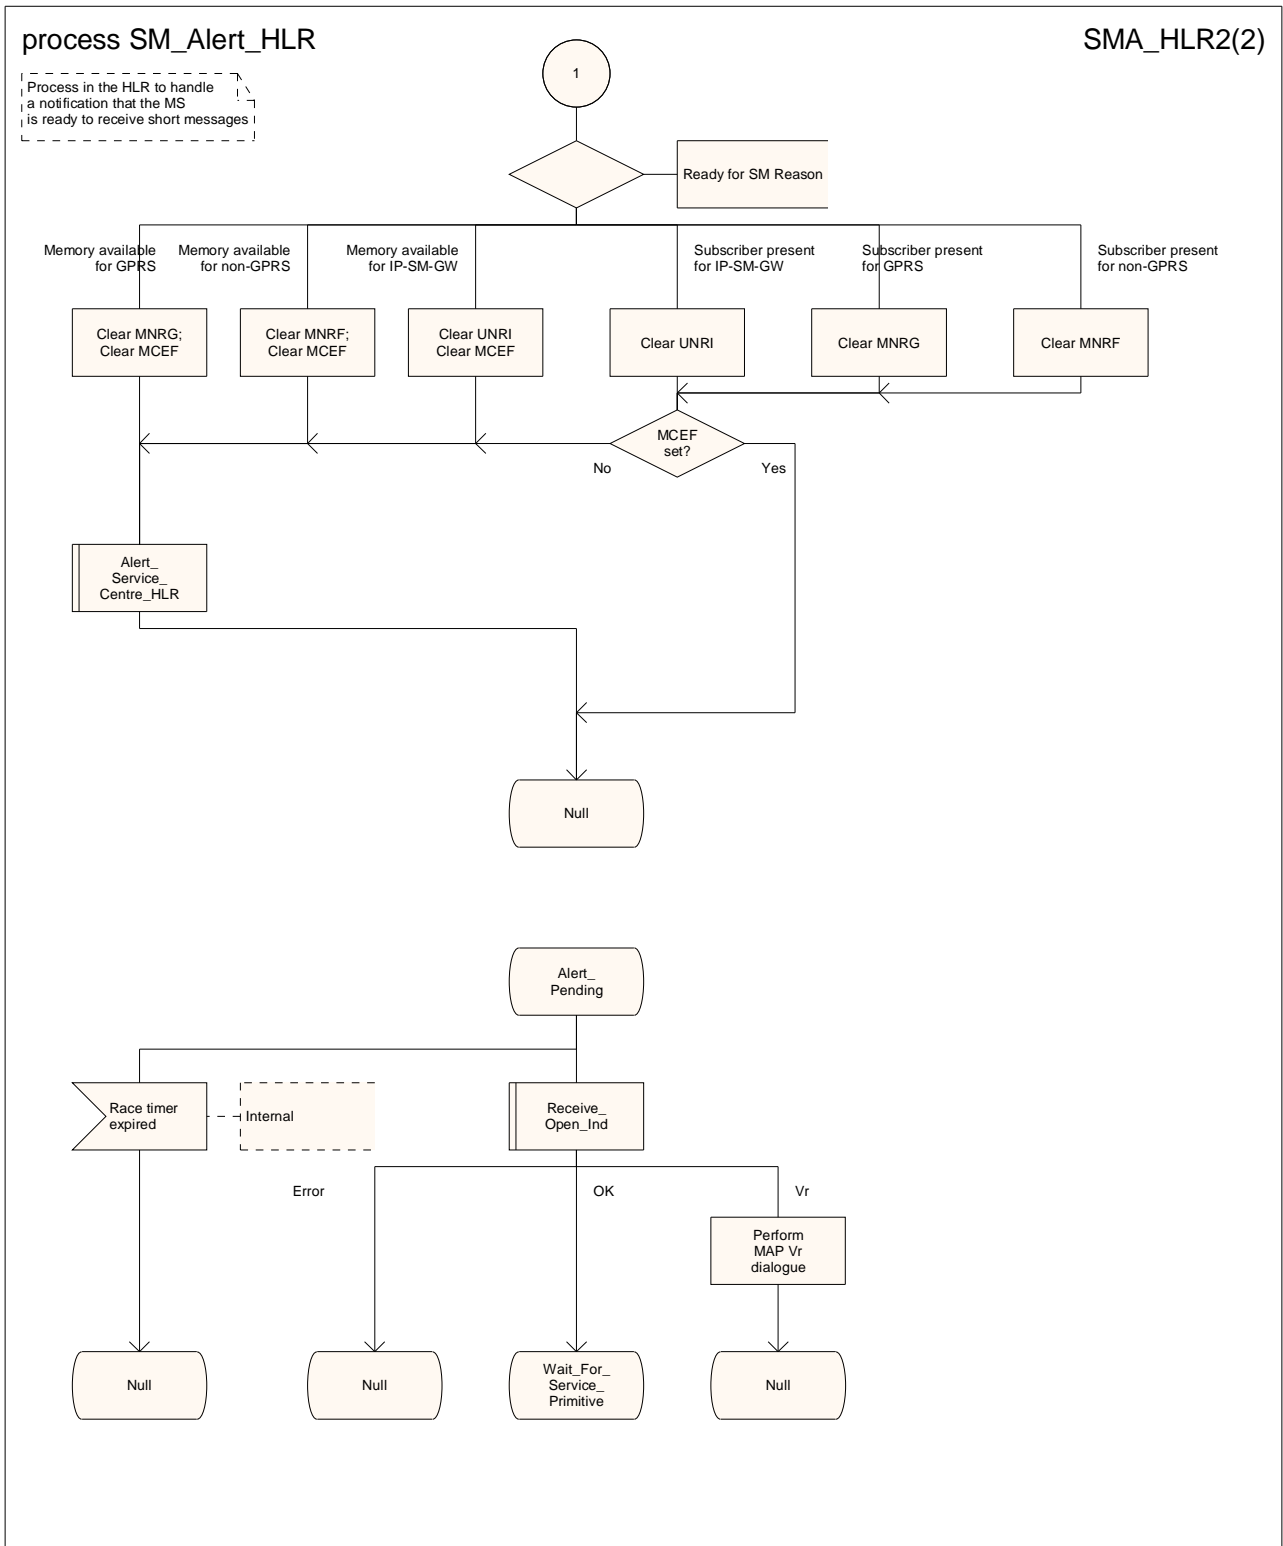 process SM_Alert_HLR
SMA_HLR2(2)
Process in the HLR to handle
a notification that the MS
is ready to receive short messages
1
Ready for SM Reason
Memory available
for GPRS
Memory available
for non-GPRS
Memory available
for IP-SM-GW
Subscriber present
for IP-SM-GW
Subscriber present
for GPRS
Subscriber present
for non-GPRS
Clear MNRG;
Clear MCEF
Clear MNRF;
Clear MCEF
Clear UNRI
Clear MCEF
Clear UNRI
Clear MNRG
Clear MNRF
MCEF
set?
No
Yes
Alert_
Service_
Centre_HLR
Null
Alert_
Pending
Race timer
expired
Internal
Receive_
Open_Ind
Error
OK
Vr
Perform
MAP Vr
dialogue
Null
Null
Wait_For_
Service_
Primitive
Null